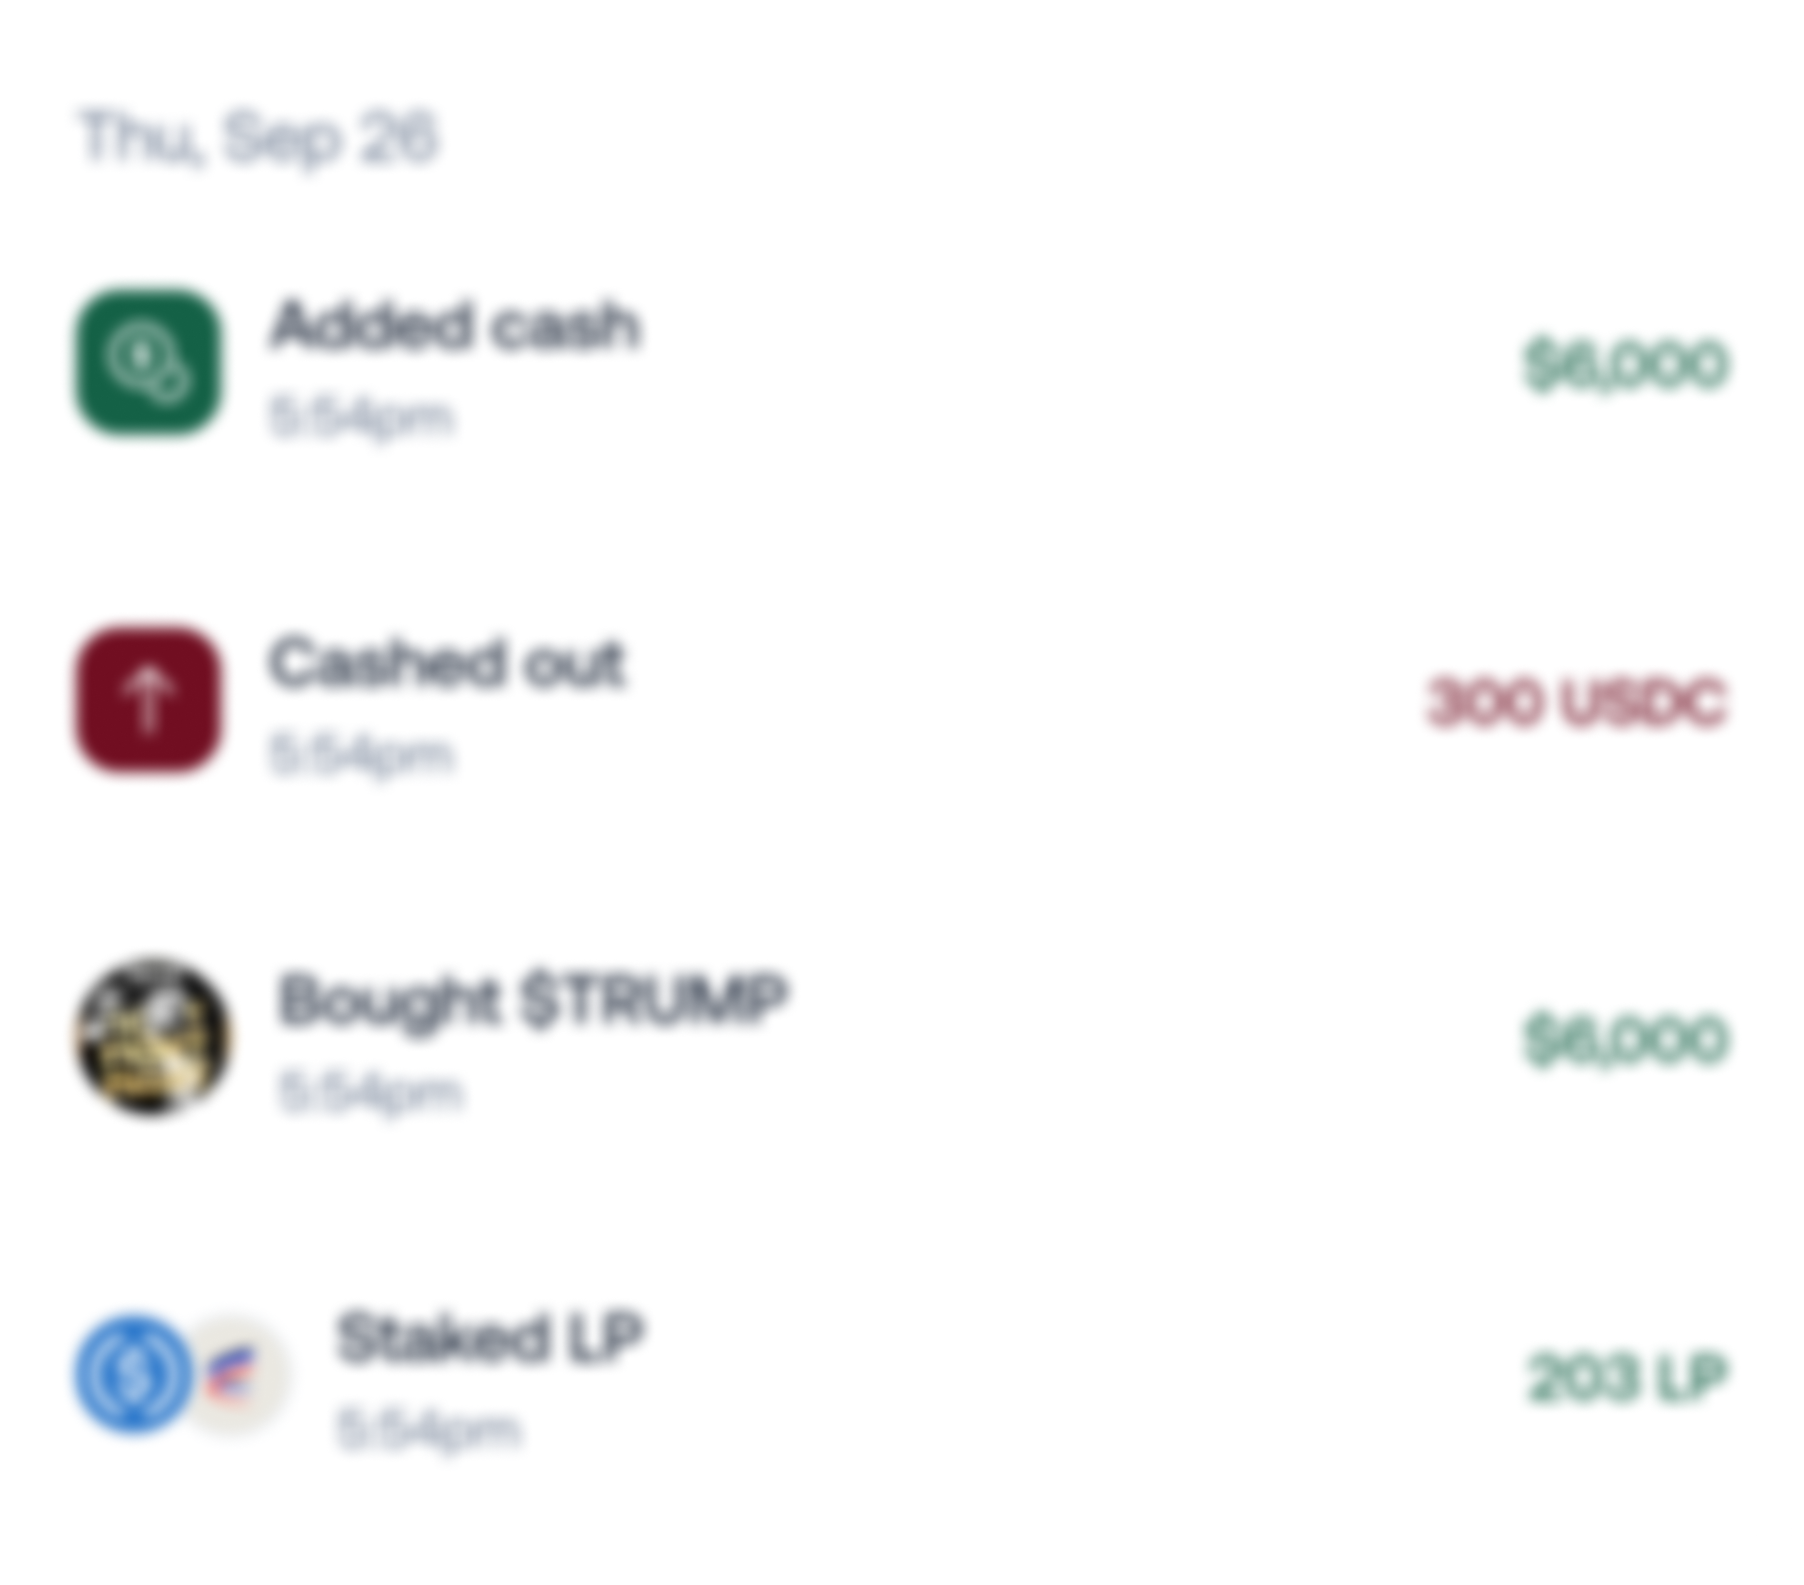 Thu, Sep 26
Added cash
$6,000
5:54pm
Cashed out
300 USDC
5:54pm
Bought $TRUMP
$6,000
5:54pm
Staked LP
203 LP
5:54pm